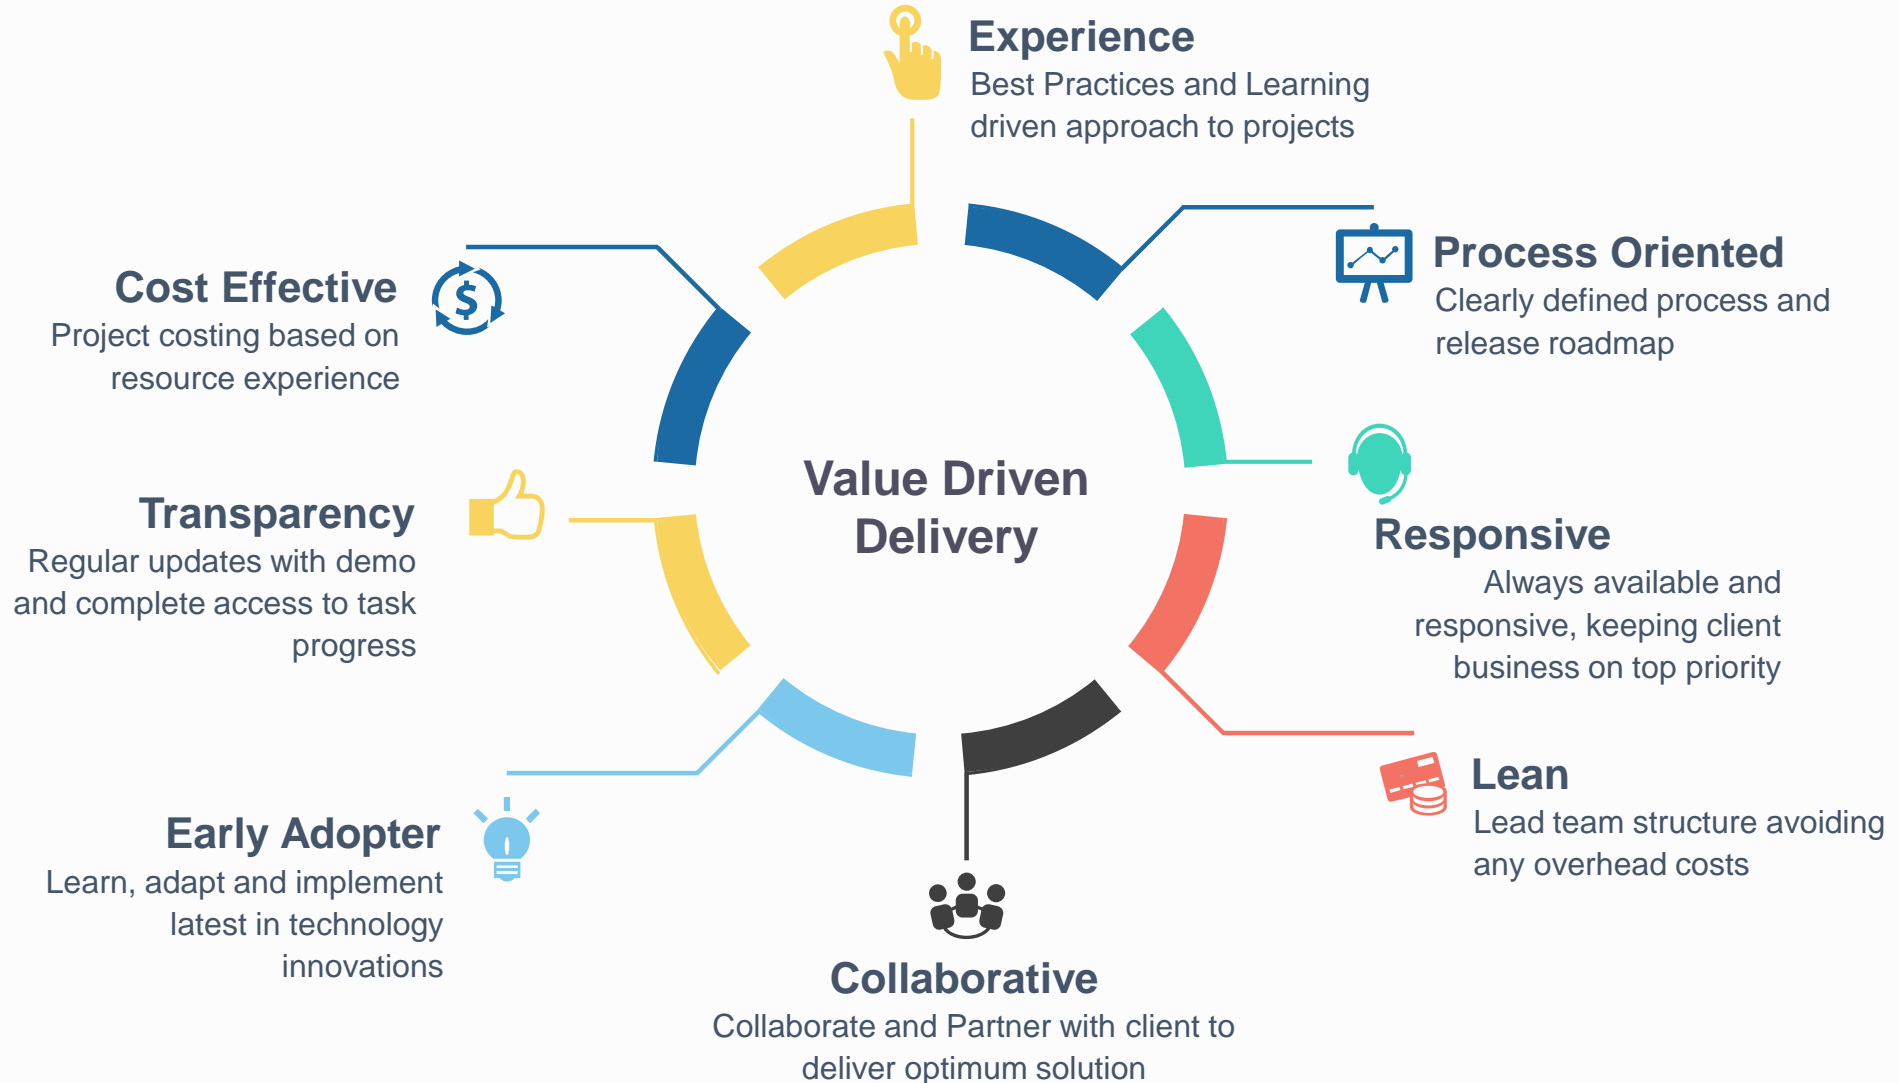 Experience
Best Practices and Learning
driven approach to projects
Process Oriented
Clearly defined process and
release roadmap
Cost Effective
Project costing based on
resource experience
$
Value Driven
Delivery
Transparency
Regular updates with demo
and complete access to task
progress
Responsive
Always available and
responsive, keeping client
business on top priority
Lean
Lead team structure avoiding
any overhead costs
Early Adopter
Learn, adapt and implement
latest in technology
innovations
Collaborative
Collaborate and Partner with client to
deliver optimum solution